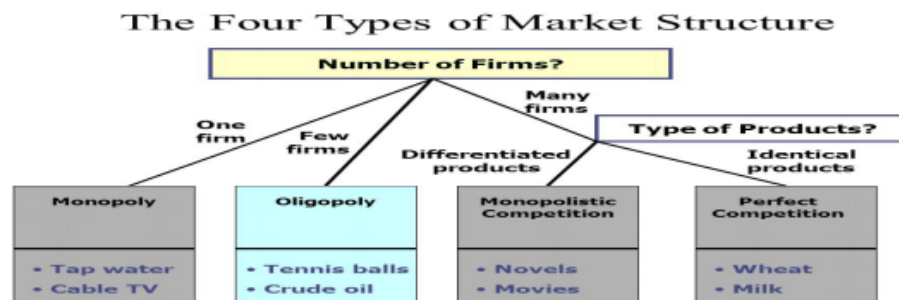 The Four Types of Market Structure
Number of Firms?
One
firm
Few
firms
Many
firms
Type of Products?
Differentiated
products
Identical
products
Monopoly
• Tap water
• Cable TV
Oligopoly
• Tennis balls
• Crude oil
Monopolistic
Competition
• Novels
• Movies
Perfect
Competition
• Wheat
• Milk